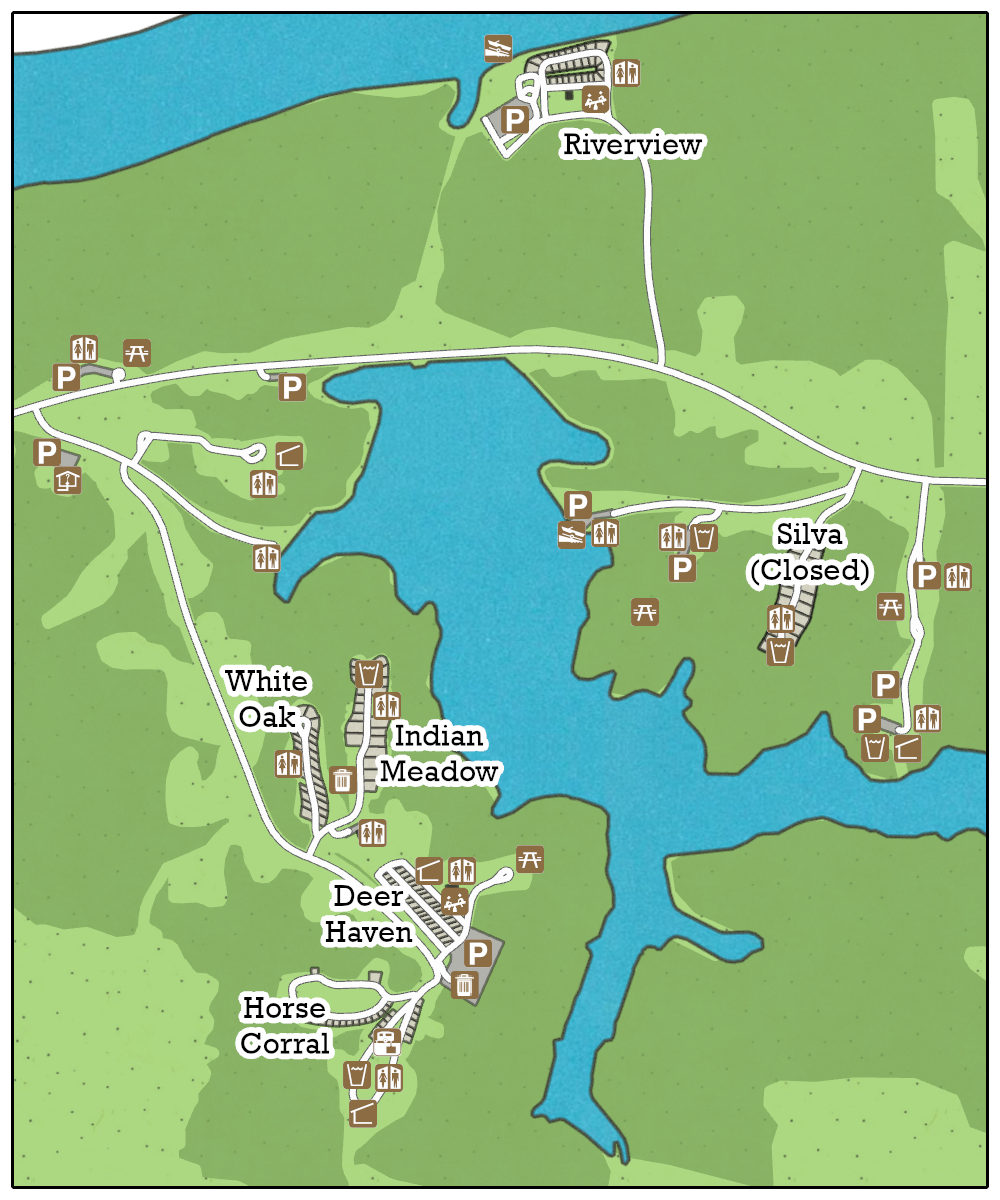 P
Riverview
P
P
P
P
Silva
(Closed)
P
P
White
Oak
P
P
Indian
Meadow
Deer
Haven
P
Horse
Corral